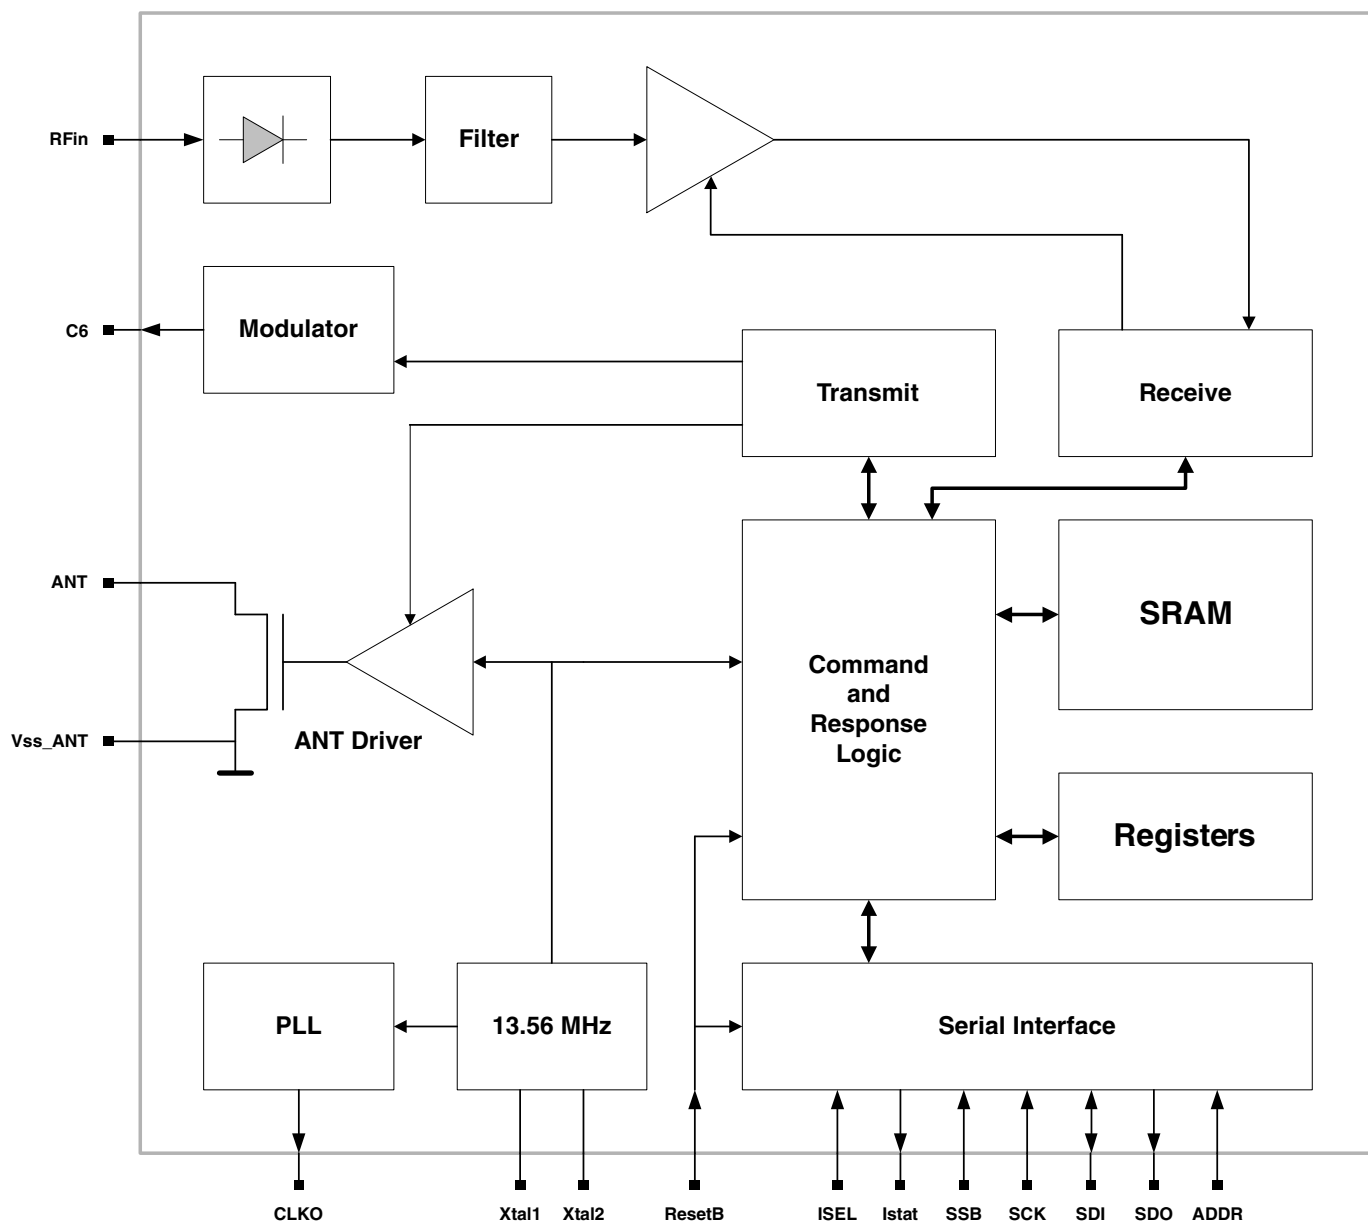 RFin
Filter
C6
Modulator
Transmit
Receive
ANT
SRAM
Command
and
Response
Logic
Vss_ANT
ANT Driver
Registers
PLL
13.56 MHz
Serial Interface
CLKO
Xtal1
Xtal2
ResetB
ISEL
Istat
SSB
SCK
SDI
SDO
ADDR